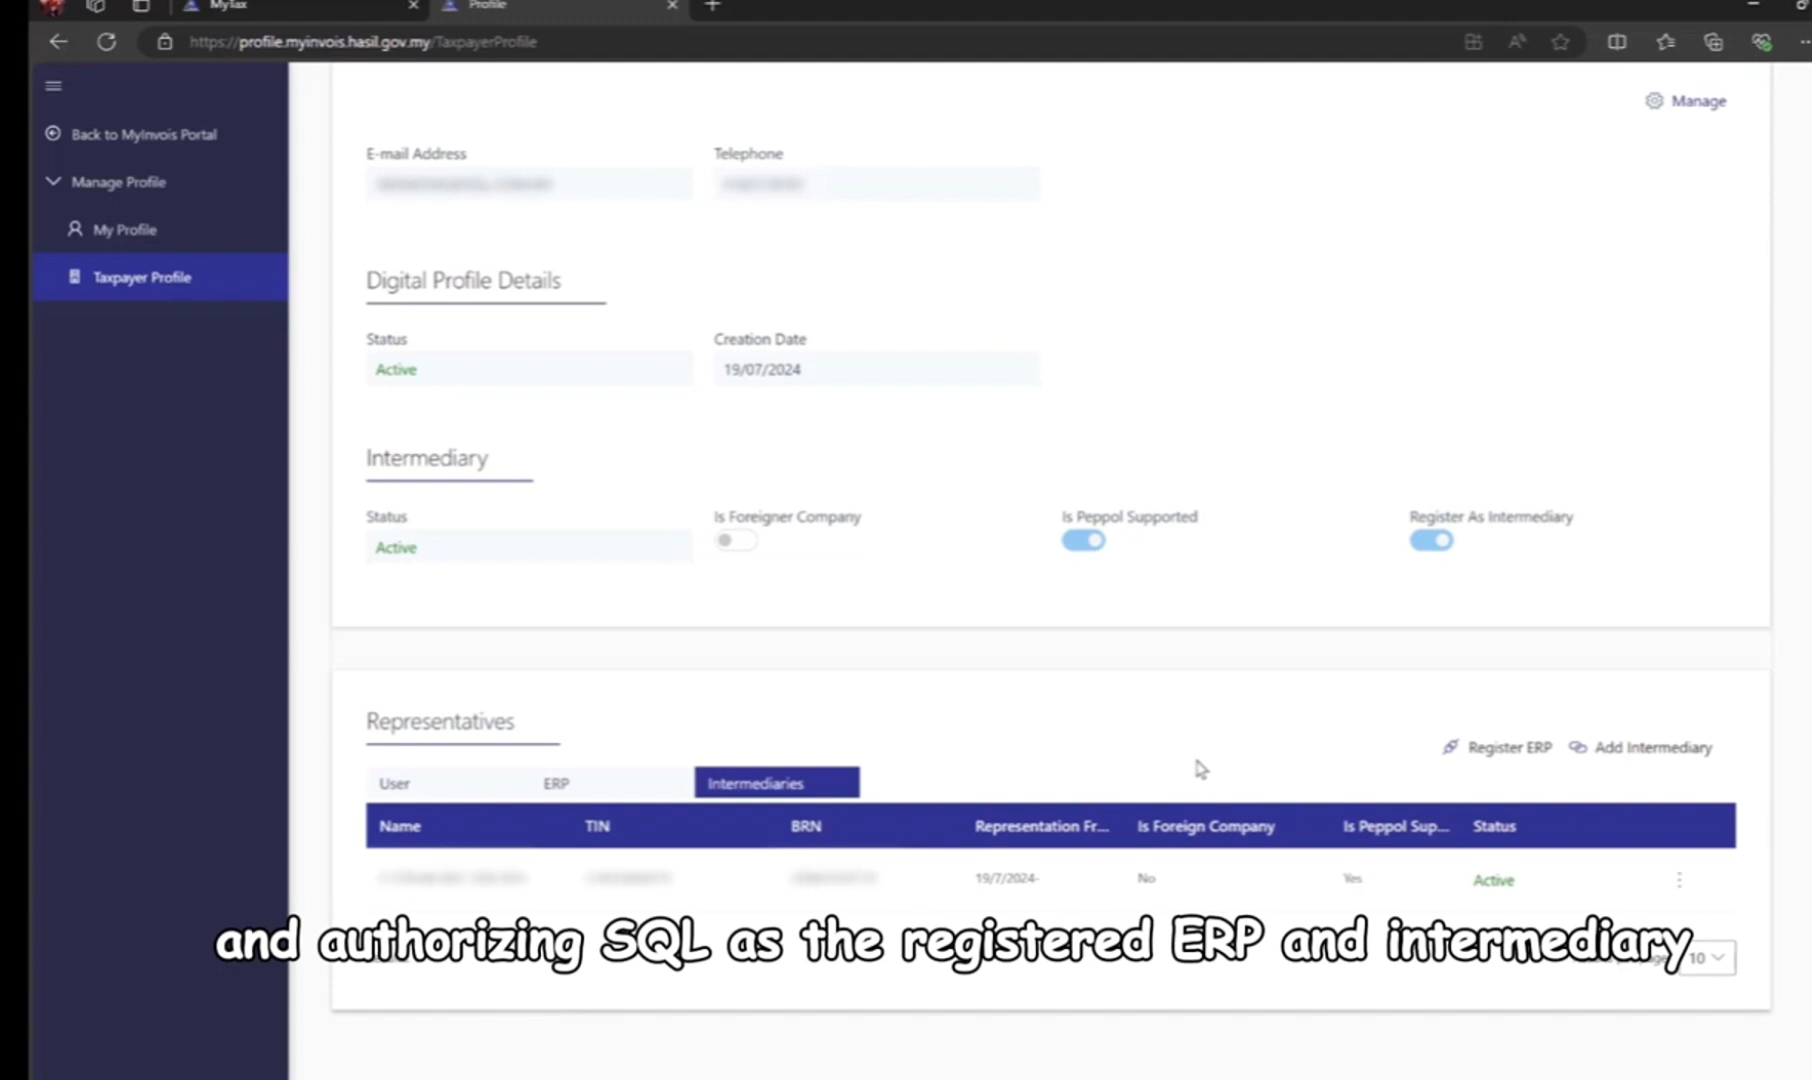 MyTax
Profile
https://profile.myinvois.hasil.gov.my/TaxpayerProfile
Back to MyInvois Portal
Manage Profile
My Profile
Taxpayer Profile
Manage
E-mail Address
Telephone
Digital Profile Details
Status
Creation Date
Active
19/07/2024
Intermediary
Status
Is Foreigner Company
Is Peppol Supported
Register As Intermediary
Active
Representatives
Register ERP
Add Intermediary
User
ERP
Intermediaries
Name
TIN
BRN
Representation Fr...
Is Foreign Company
Is Peppol Sup...
Status
19/7/2024-
No
Yes
Active
and authorizing SQL as the registered ERP and intermediary
10